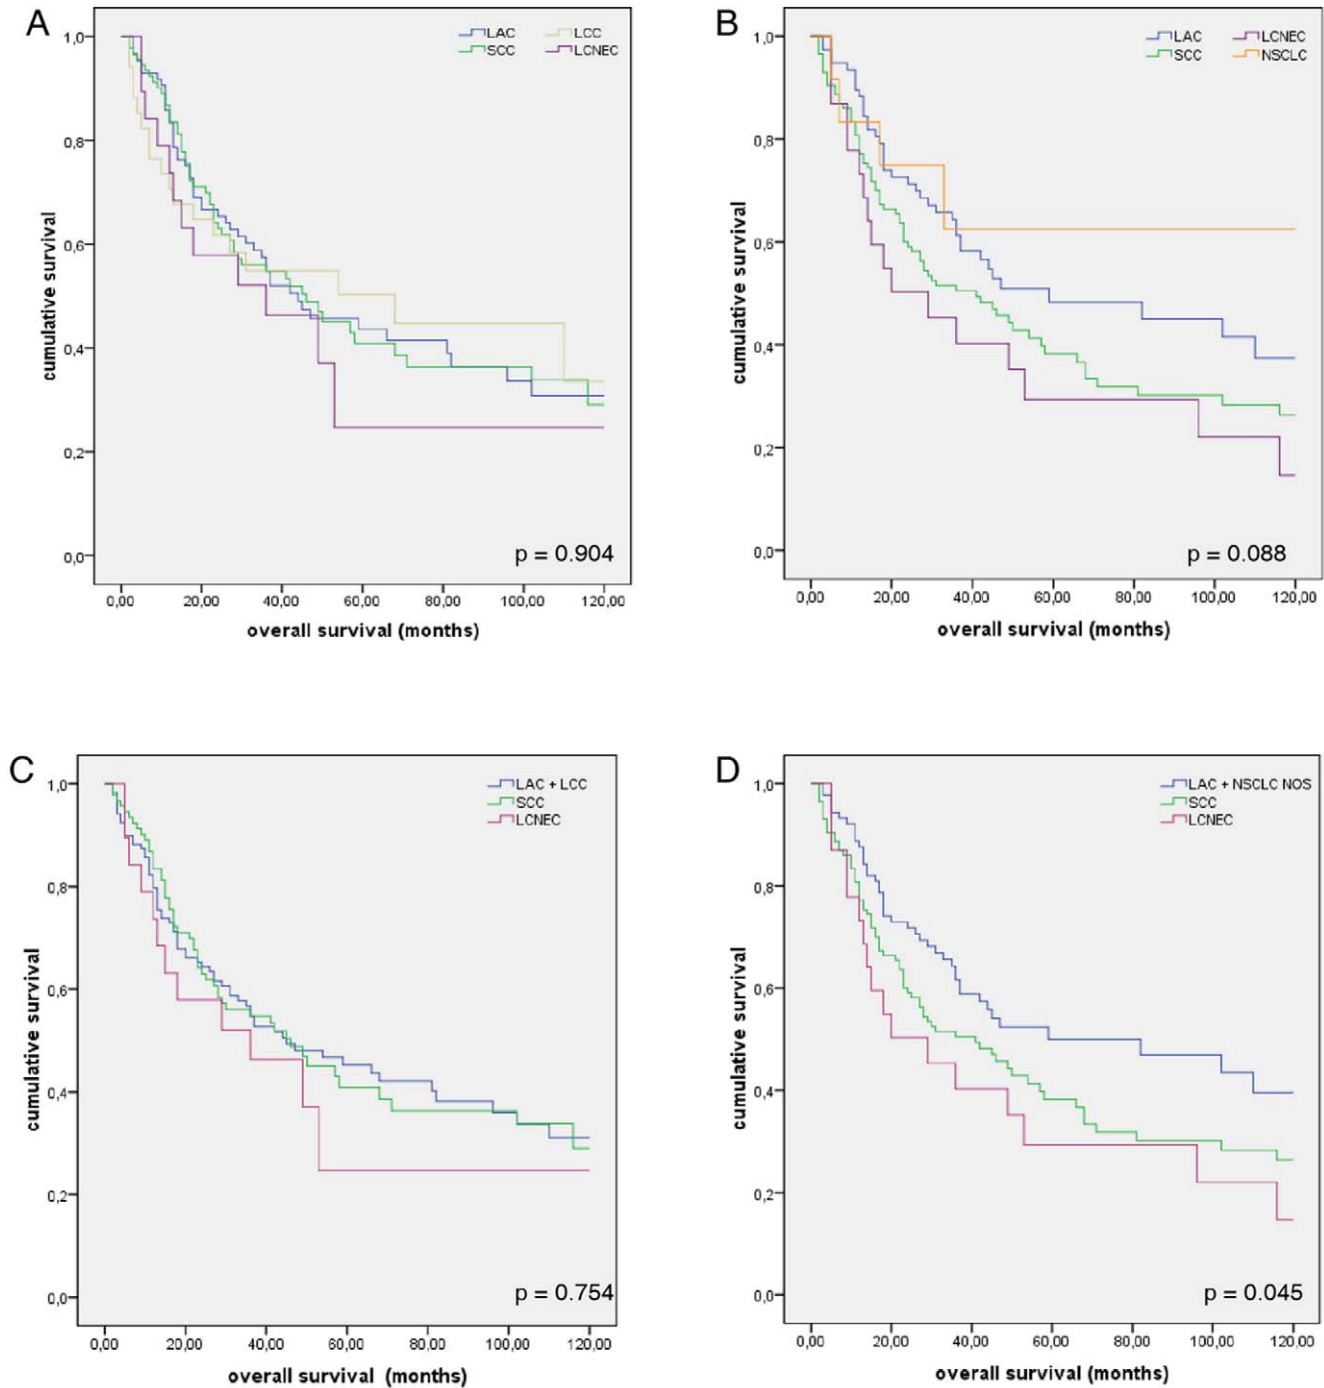 A
LAC LCC
SCC LCNEC
1,0
0,8
0,6
0,4
0,2
0,0
cumulative survival
p = 0.904
0,00 20,00 40,00 60,00 80,00 100,00 120,00
overall survival (months)
B
LAC LCNEC
SCC NSCLC
1,0
0,8
0,6
0,4
0,2
0,0
cumulative survival
p = 0.088
0,00 20,00 40,00 60,00 80,00 100,00 120,00
overall survival (months)
C
LAC + LCC
SCC
LCNEC
1,0
0,8
0,6
0,4
0,2
0,0
cumulative survival
p = 0.754
0,00 20,00 40,00 60,00 80,00 100,00 120,00
overall survival (months)
D
LAC + NSCLC NOS
SCC
LCNEC
1,0
0,8
0,6
0,4
0,2
0,0
cumulative survival
p = 0.045
0,00 20,00 40,00 60,00 80,00 100,00 120,00
overall survival (months)